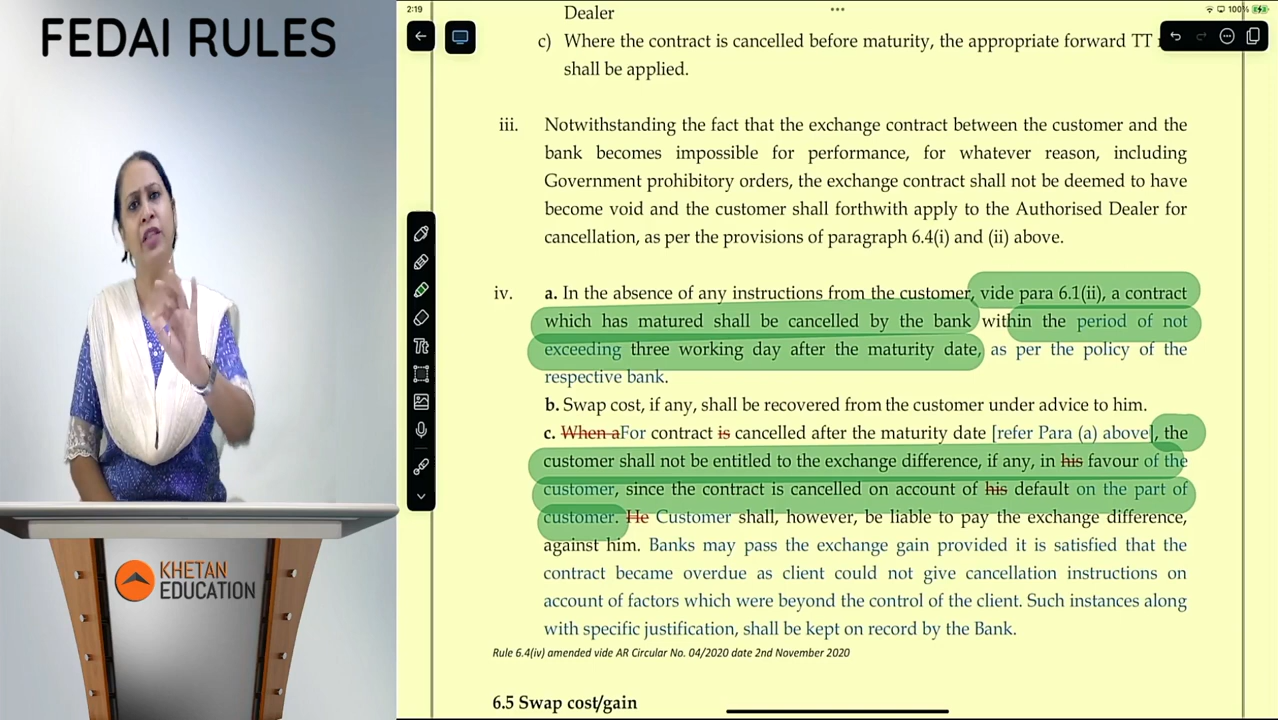 FEDAI RULES
2:19
100%
Dealer
c) Where the contract is cancelled before maturity, the appropriate forward TT
shall be applied.
iii. Notwithstanding the fact that the exchange contract between the customer and the
bank becomes impossible for performance, for whatever reason, including
Government prohibitory orders, the exchange contract shall not be deemed to have
become void and the customer shall forthwith apply to the Authorised Dealer for
cancellation, as per the provisions of paragraph 6.4(i) and (ii) above.
iv. a. In the absence of any instructions from the customer, vide para 6.1(ii), a contract
which has matured shall be cancelled by the bank within the period of not
exceeding three working day after the maturity date, as per the policy of the
respective bank.
b. Swap cost, if any, shall be recovered from the customer under advice to him.
c. When a For contract is cancelled after the maturity date [refer Para (a) above], the
customer shall not be entitled to the exchange difference, if any, in his favour of the
customer, since the contract is cancelled on account of his default on the part of
customer. He Customer shall, however, be liable to pay the exchange difference,
against him. Banks may pass the exchange gain provided it is satisfied that the
contract became overdue as client could not give cancellation instructions on
account of factors which were beyond the control of the client. Such instances along
with specific justification, shall be kept on record by the Bank.
Rule 6.4(iv) amended vide AR Circular No. 04/2020 date 2nd November 2020
6.5 Swap cost/gain
Tt
KHETAN
EDUCATION